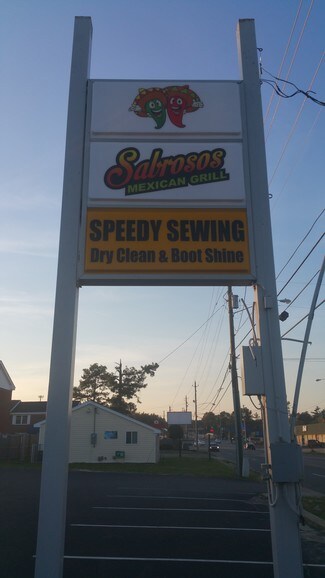 Sabrosos
MEXICAN GRILL
SPEEDY SEWING
Dry Clean & Boot Shine